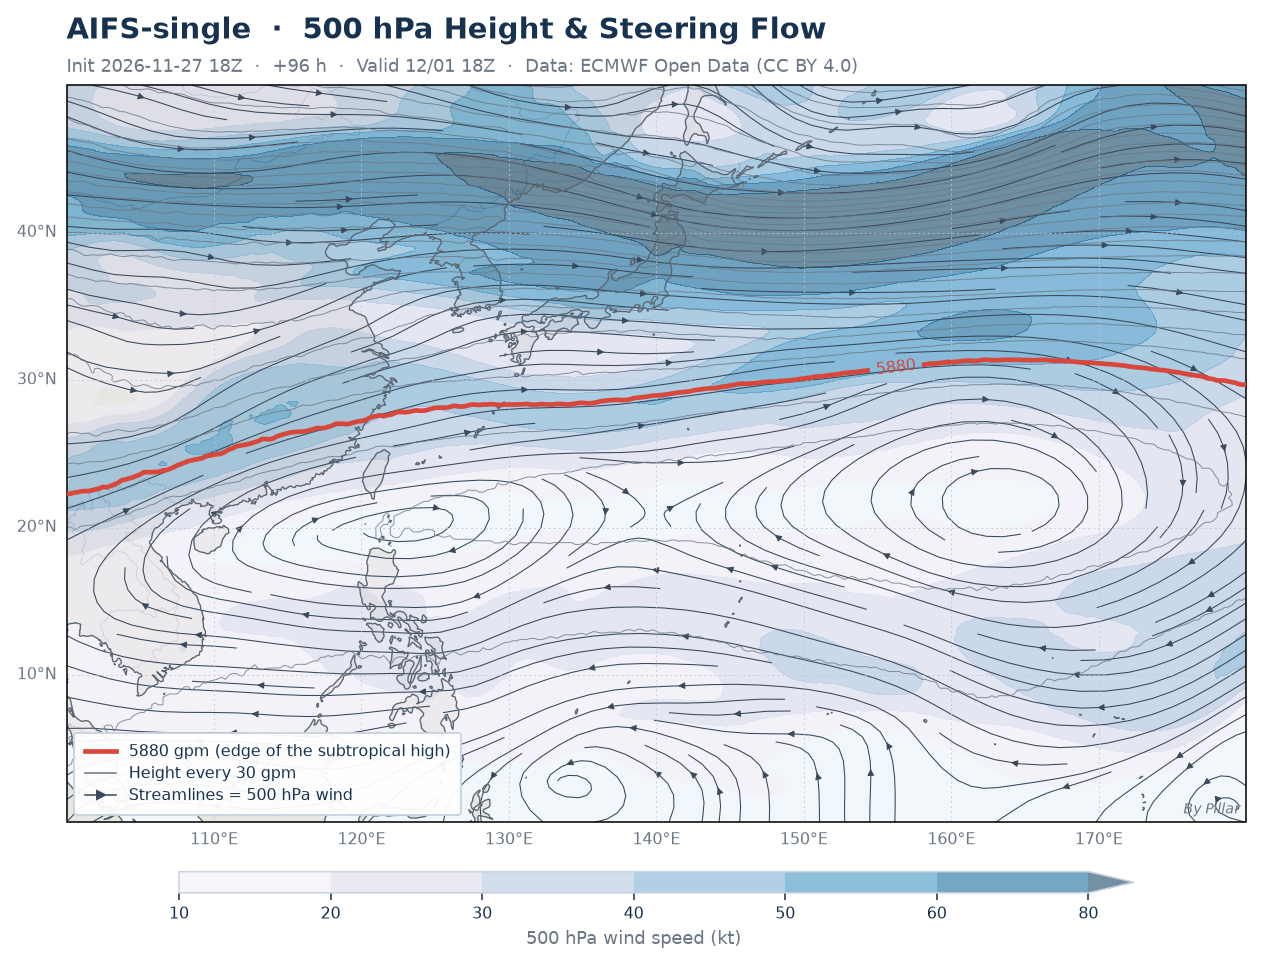 AIFS-single · 500 hPa Height & Steering Flow
Init 2026-11-27 18Z · +96 h · Valid 12/01 18Z · Data: ECMWF Open Data (CC BY 4.0)
40°N
30°N
20°N
10°N
5880
5880 gpm (edge of the subtropical high)
Height every 30 gpm
Streamlines = 500 hPa wind
By Pillar
110°E 120°E 130°E 140°E 150°E 160°E 170°E
10 20 30 40 50 60 80
500 hPa wind speed (kt)